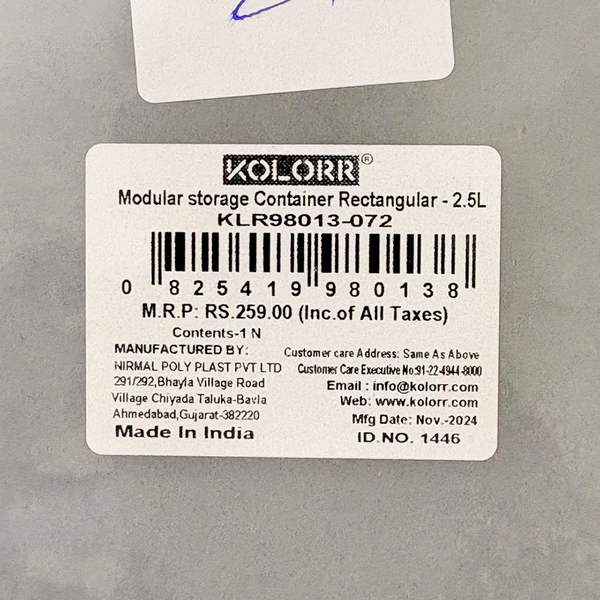 KOLORR®
Modular storage Container Rectangular - 2.5L
KLR98013-072
0 825419 980138
M.R.P: RS.259.00 (Inc.of All Taxes)
Contents-1 N
MANUFACTURED BY:
NIRMAL POLY PLAST PVT LTD
291/292,Bhayla Village Road
Village Chiyada Taluka-Bavla
Ahmedabad,Gujarat-382220
Made In India
Customer care Address: Same As Above
Customer Care Executive No:91-22-4944-8000
Email : info@kolorr.com
Web: www.kolorr.com
Mfg Date: Nov.-2024
ID.NO. 1446